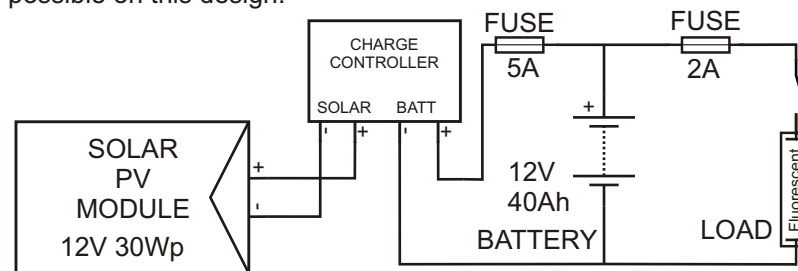 possible on this design.
FUSE
FUSE
CHARGE
CONTROLLER
5A
2A
SOLAR BATT
- + - +
+
SOLAR
PV
MODULE
12V 30Wp
+
-
12V
40Ah
BATTERY
LOAD
Fluorescent